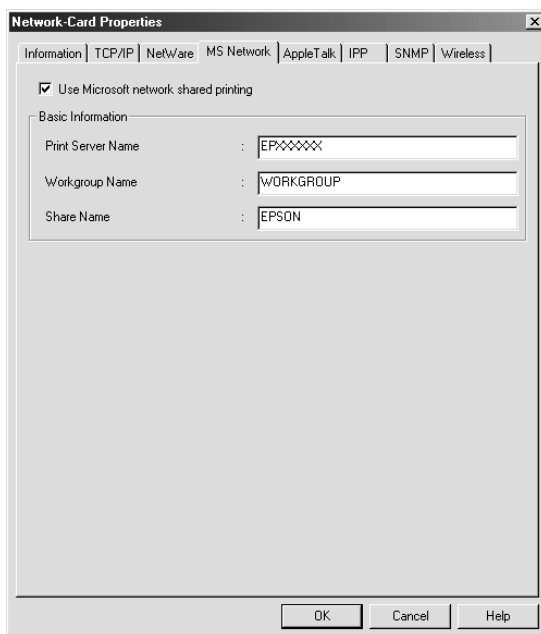 Network-Card Properties
Information TCP/IP NetWare MS Network AppleTalk IPP SNMP Wireless
Use Microsoft network shared printing
Basic Information
Print Server Name : EPXXXXXX
Workgroup Name : WORKGROUP
Share Name : EPSON
OK Cancel Help